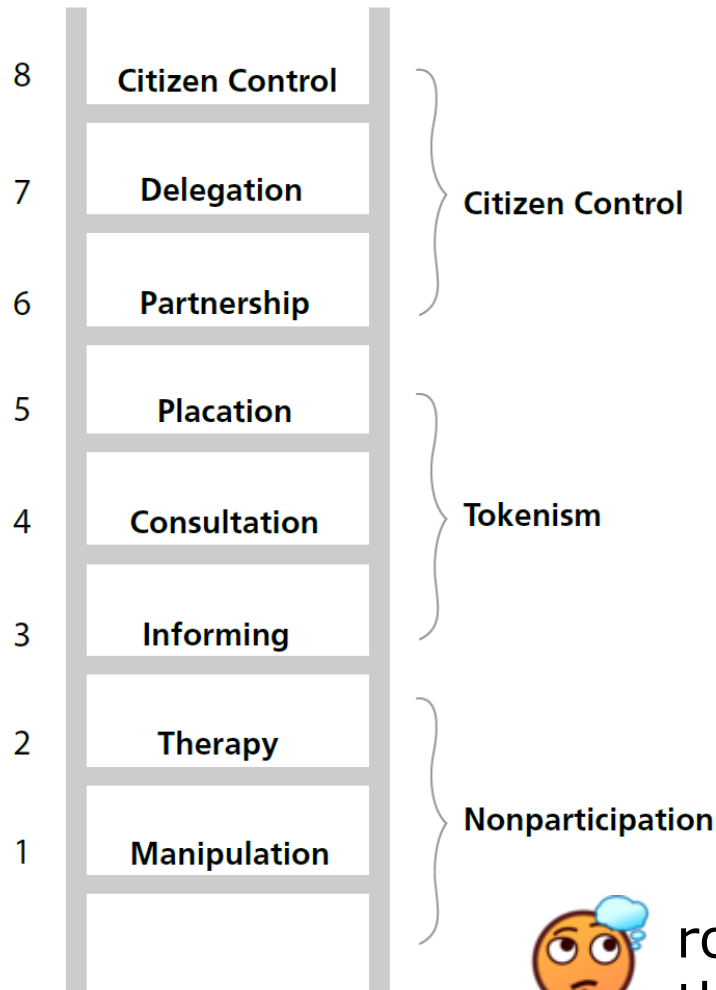 8 Citizen Control
7 Delegation
Citizen Control
6 Partnership
5 Placation
4 Consultation
Tokenism
3 Informing
2 Therapy
Nonparticipation
1 Manipulation